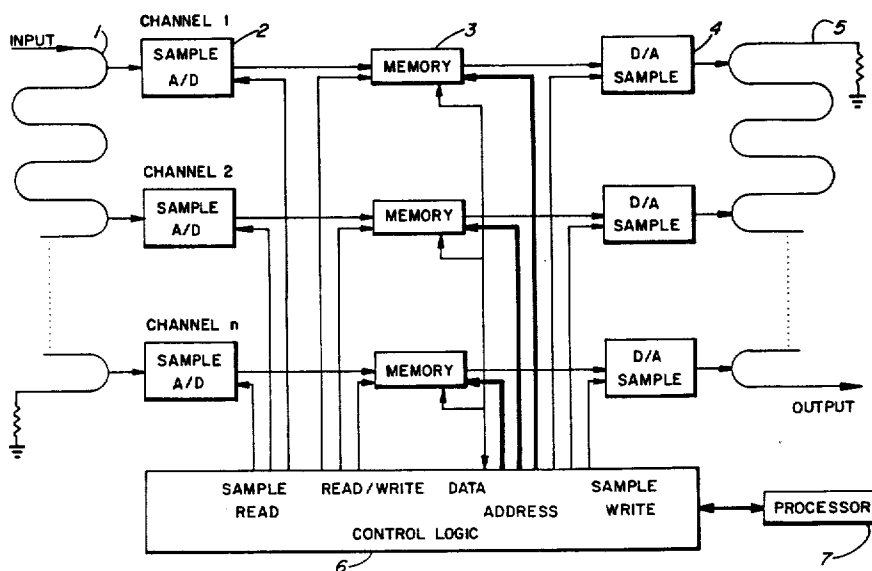 CHANNEL 1
INPUT
1
2
3
4
5
SAMPLE
A/D
MEMORY
D/A
SAMPLE
CHANNEL 2
SAMPLE
A/D
MEMORY
D/A
SAMPLE
CHANNEL n
SAMPLE
A/D
MEMORY
D/A
SAMPLE
OUTPUT
SAMPLE
READ
READ/WRITE
DATA
ADDRESS
SAMPLE
WRITE
CONTROL LOGIC
PROCESSOR
6
7